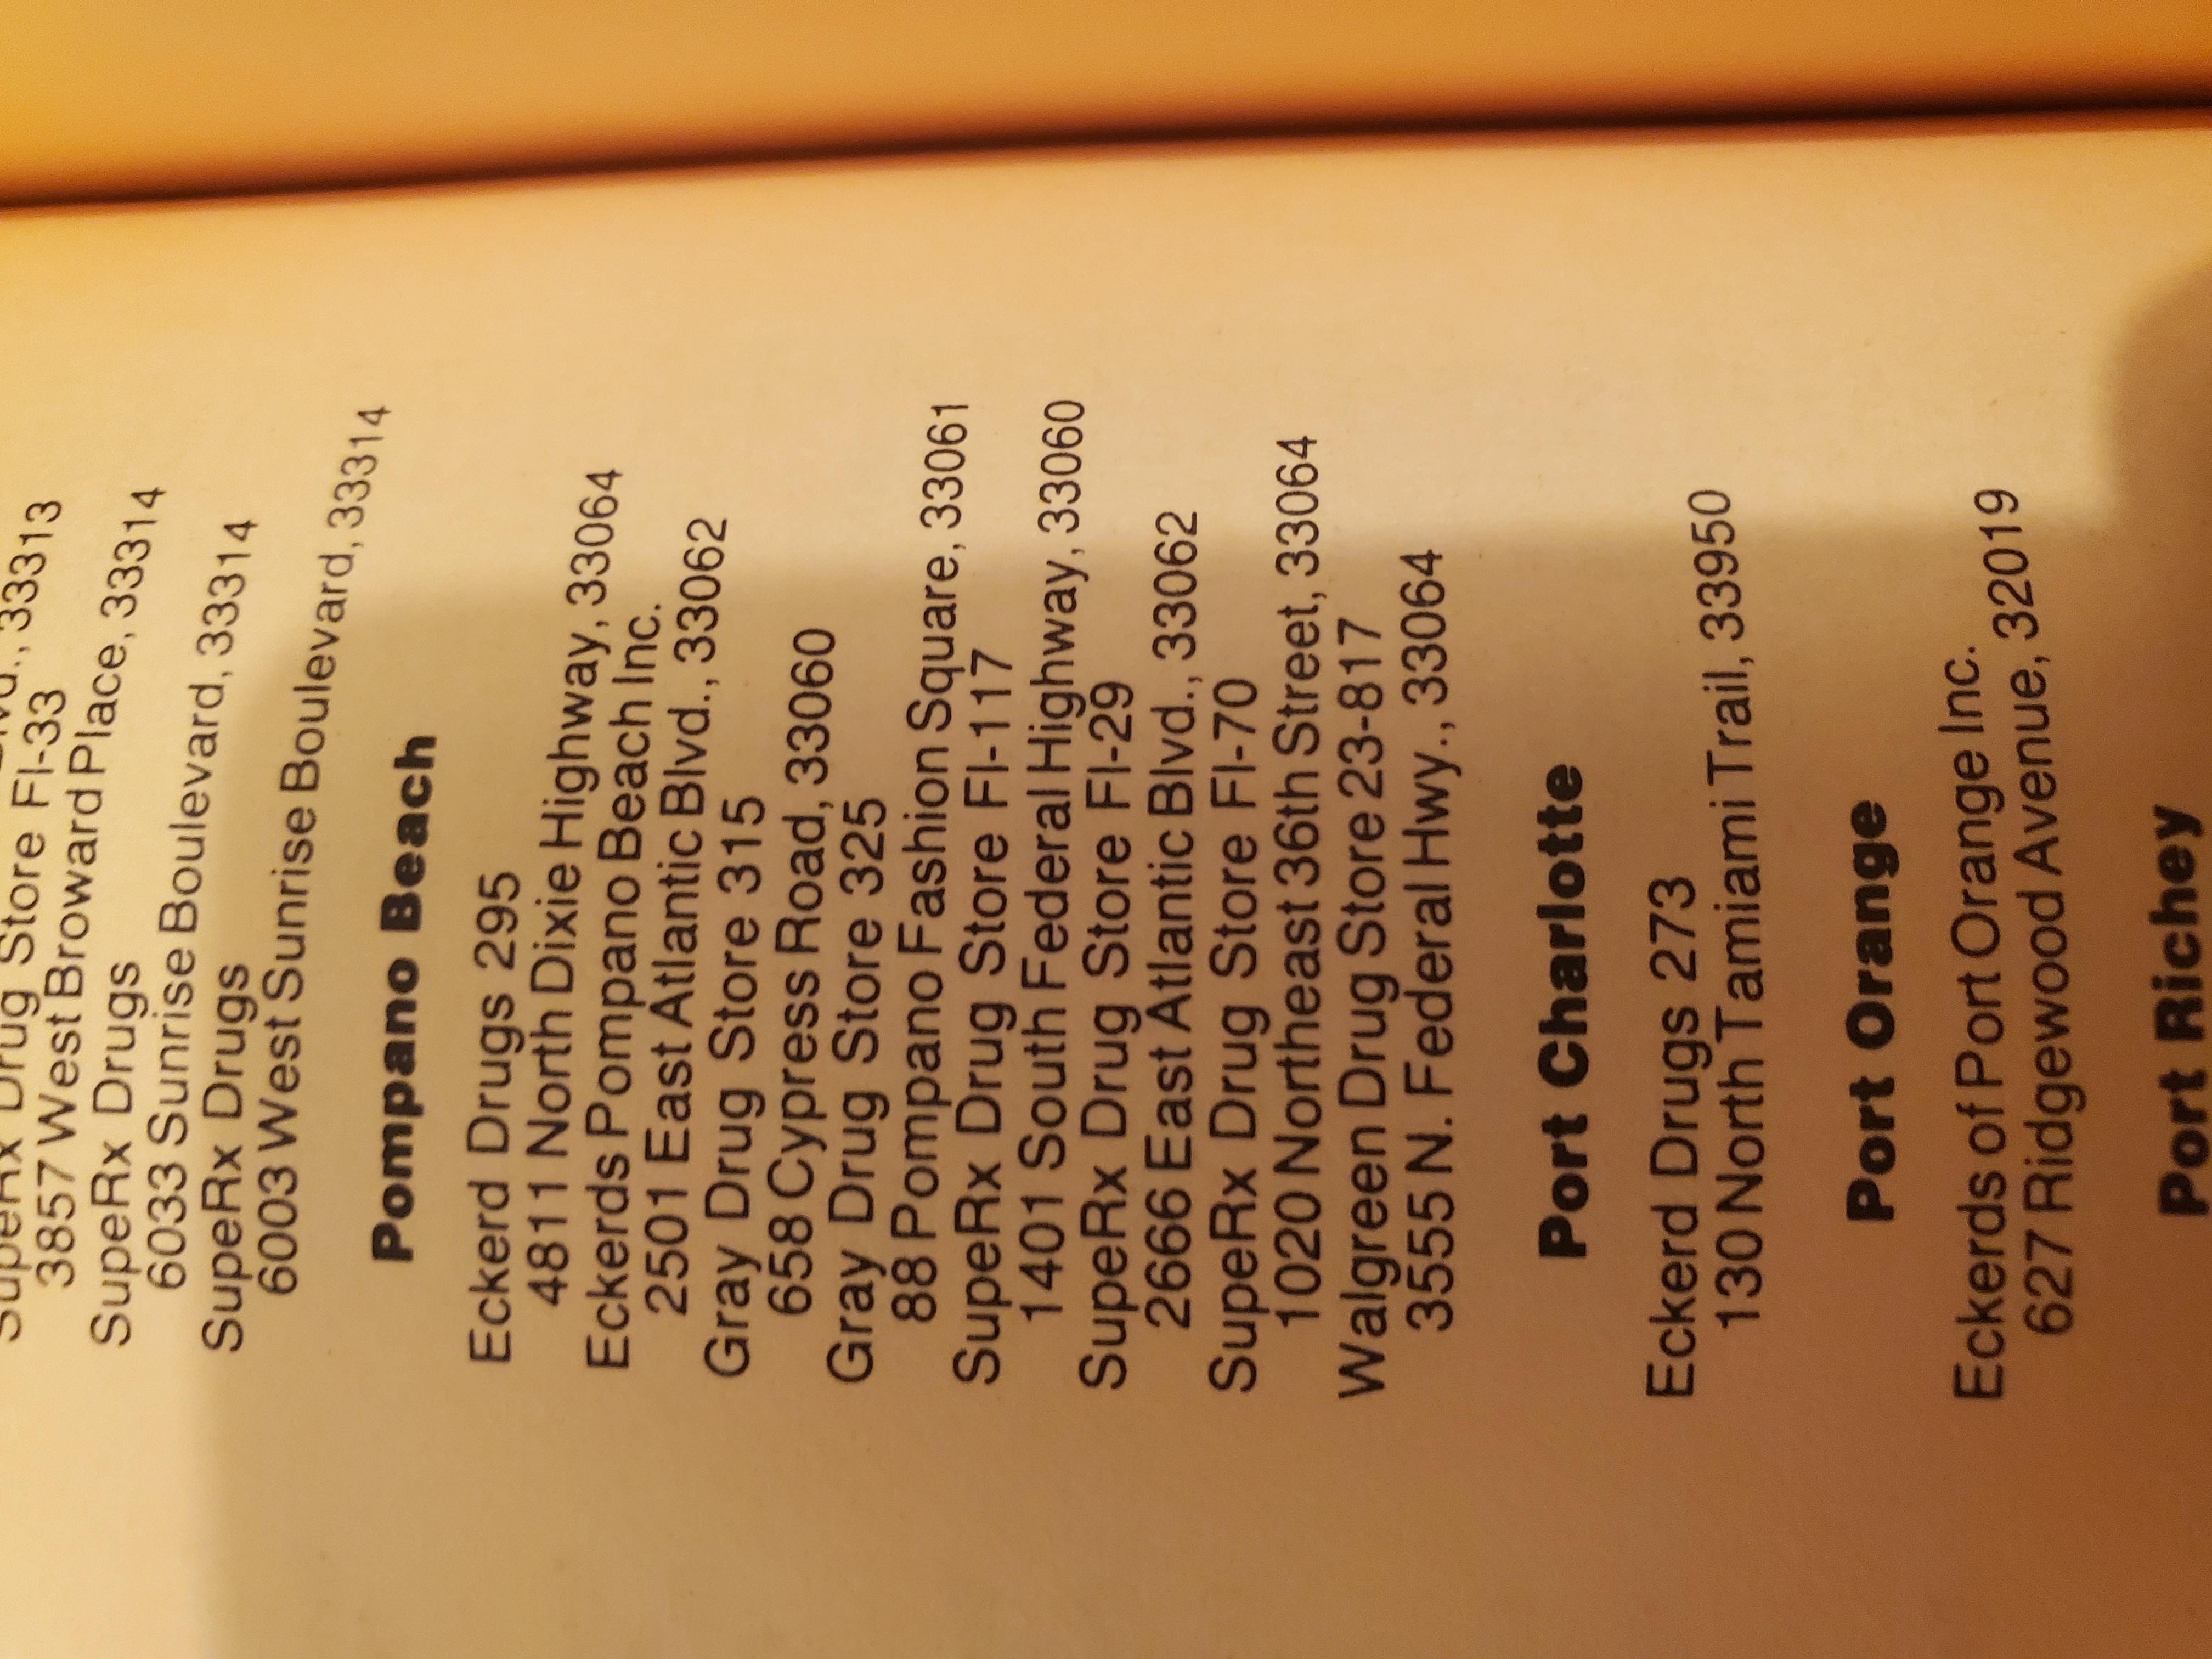 SupeRx Drug Store Fl-33
3857 West Broward Place, 33313
SupeRx Drugs
6033 Sunrise Boulevard, 33314
SupeRx Drugs
6003 West Sunrise Boulevard, 33314
Pompano Beach
Eckerd Drugs 295
4811 North Dixie Highway, 33064
Eckerds Pompano Beach Inc.
2501 East Atlantic Blvd., 33062
Gray Drug Store 315
658 Cypress Road, 33060
Gray Drug Store 325
88 Pompano Fashion Square, 33061
SupeRx Drug Store Fl-117
1401 South Federal Highway, 33060
SupeRx Drug Store Fl-29
2666 East Atlantic Blvd., 33062
SupeRx Drug Store Fl-70
1020 Northeast 36th Street, 33064
Walgreen Drug Store 23-817
3555 N. Federal Hwy., 33064
Port Charlotte
Eckerd Drugs 273
130 North Tamiami Trail, 33950
Port Orange
Eckerds of Port Orange Inc.
627 Ridgewood Avenue, 32019
Port Richey